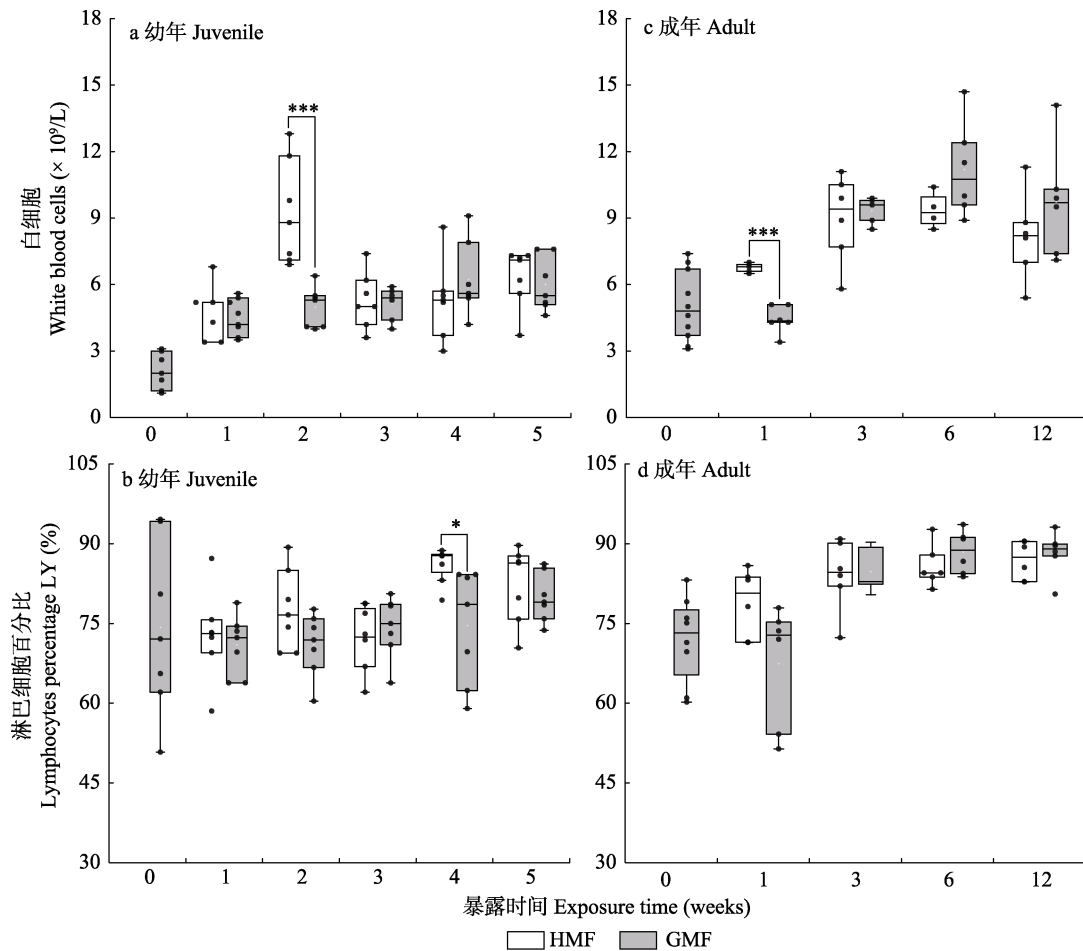 白细胞
White blood cells (× 10⁹/L)
a 幼年 Juvenile
18
15
12
9
6
3
0
***
0 1 2 3 4 5
c 成年 Adult
***
0 1 3 6 12
淋巴细胞百分比
Lymphocytes percentage LY (%)
b 幼年 Juvenile
105
90
75
60
45
30
*
0 1 2 3 4 5
d 成年 Adult
105
90
75
60
45
30
0 1 3 6 12
18
15
12
9
6
3
0
暴露时间 Exposure time (weeks)
HMF GMF